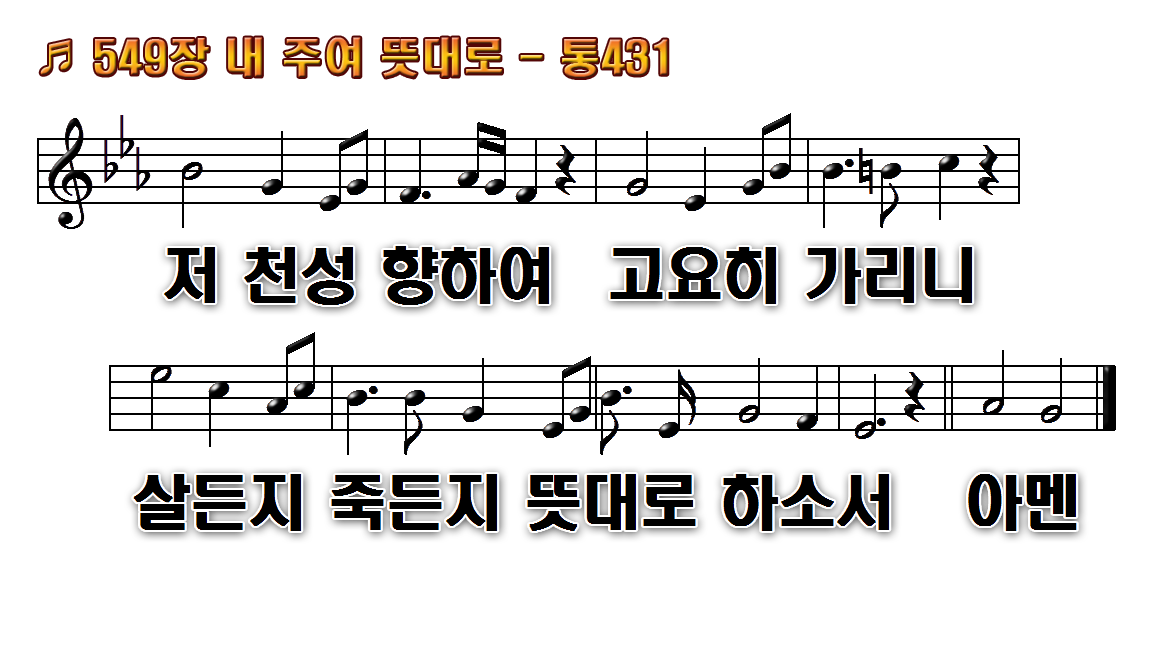 549장 내 주여 뜻대로 - 통431
저 천성 향하여 고요히 가리니
살든지 죽든지 뜻대로 하소서 아멘